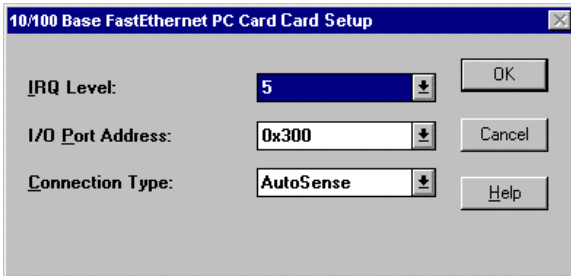 10/100 Base FastEthernet PC Card Card Setup
IRQ Level: 5 OK
I/O Port Address: 0x300 Cancel
Connection Type: AutoSense Help